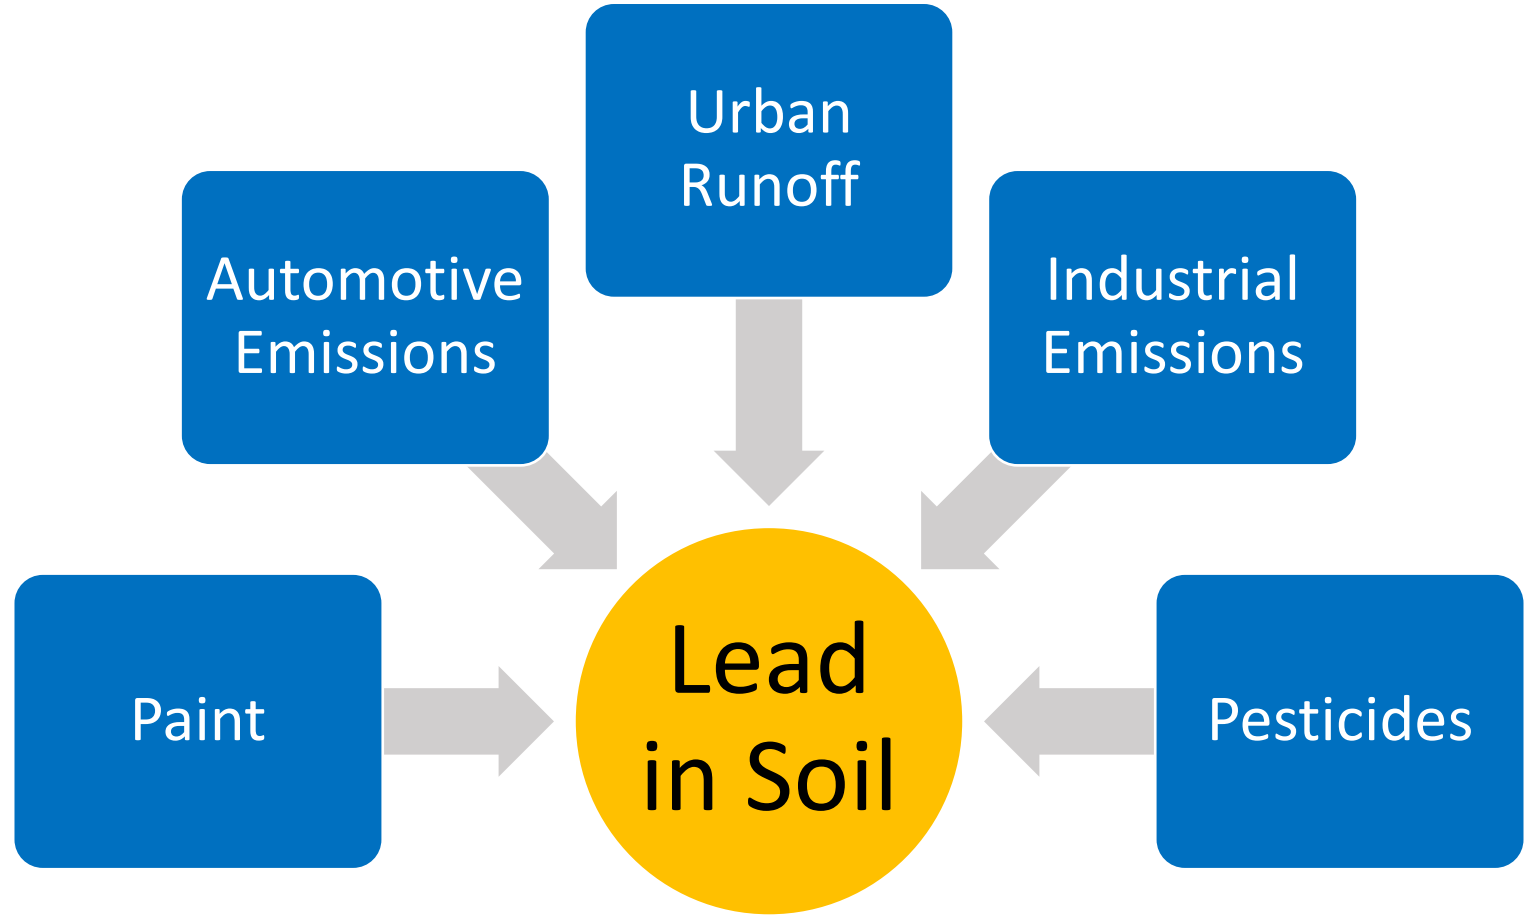 Urban
Runoff
Automotive
Emissions
Industrial
Emissions
Paint
Lead
in Soil
Pesticides